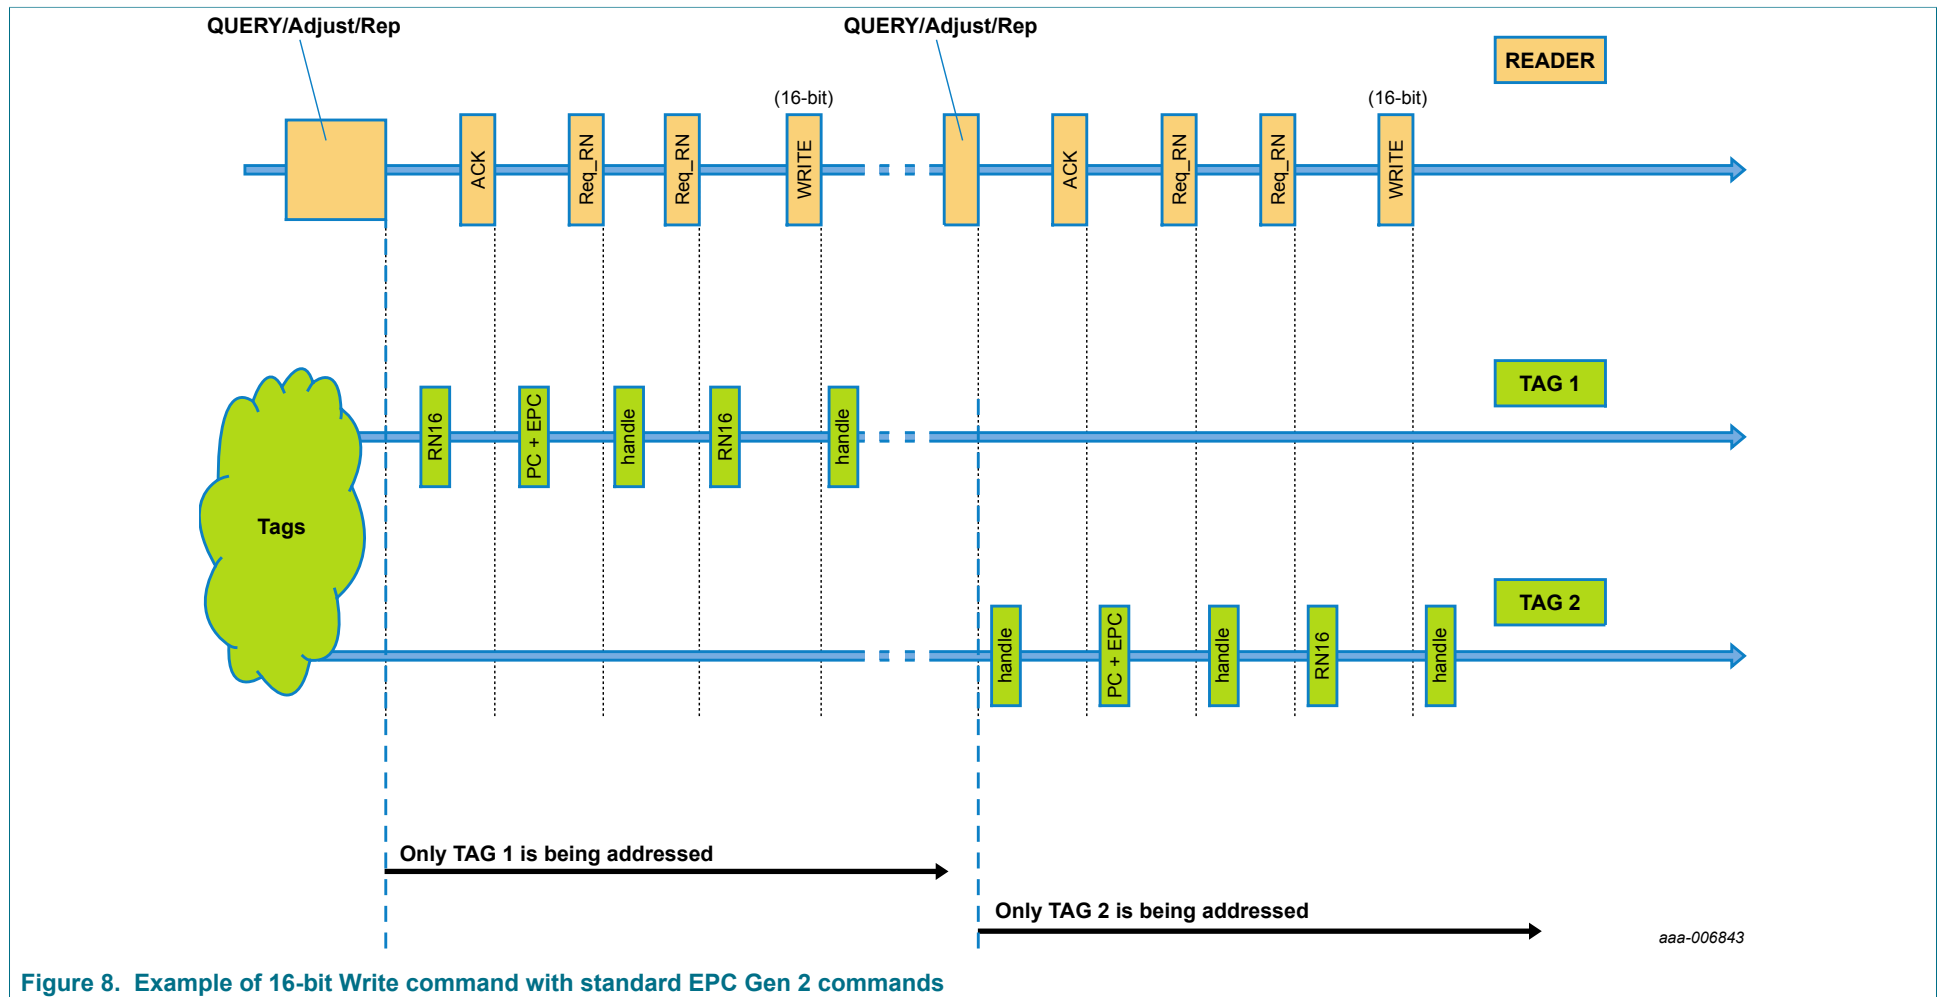 QUERY/Adjust/Rep
QUERY/Adjust/Rep
READER
(16-bit)
(16-bit)
ACK
Req_RN
Req_RN
WRITE
ACK
Req_RN
Req_RN
WRITE
TAG 1
RN16
PC + EPC
handle
RN16
handle
Tags
TAG 2
handle
PC + EPC
handle
RN16
handle
Only TAG 1 is being addressed
Only TAG 2 is being addressed
aaa-006843
Figure 8. Example of 16-bit Write command with standard EPC Gen 2 commands